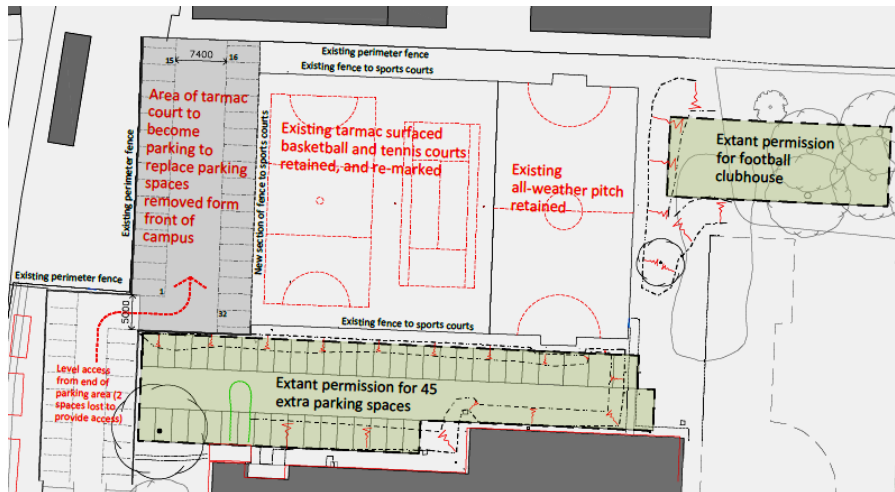 Existing perimeter fence
Existing fence to sports courts
7400
15
16
Area of tarmac
court to
become
parking to
replace parking
spaces
removed form
front of
campus
Existing perimeter fence
New section of fence to sports courts
Existing tarmac surfaced
basketball and tennis courts
retained, and re-marked
Existing
all-weather pitch
retained
Extant permission
for football
clubhouse
Existing perimeter fence
1
32
5000
Existing fence to sports courts
Level access
from end of
parking area (2
spaces lost to
provide access)
Extant permission for 45
extra parking spaces